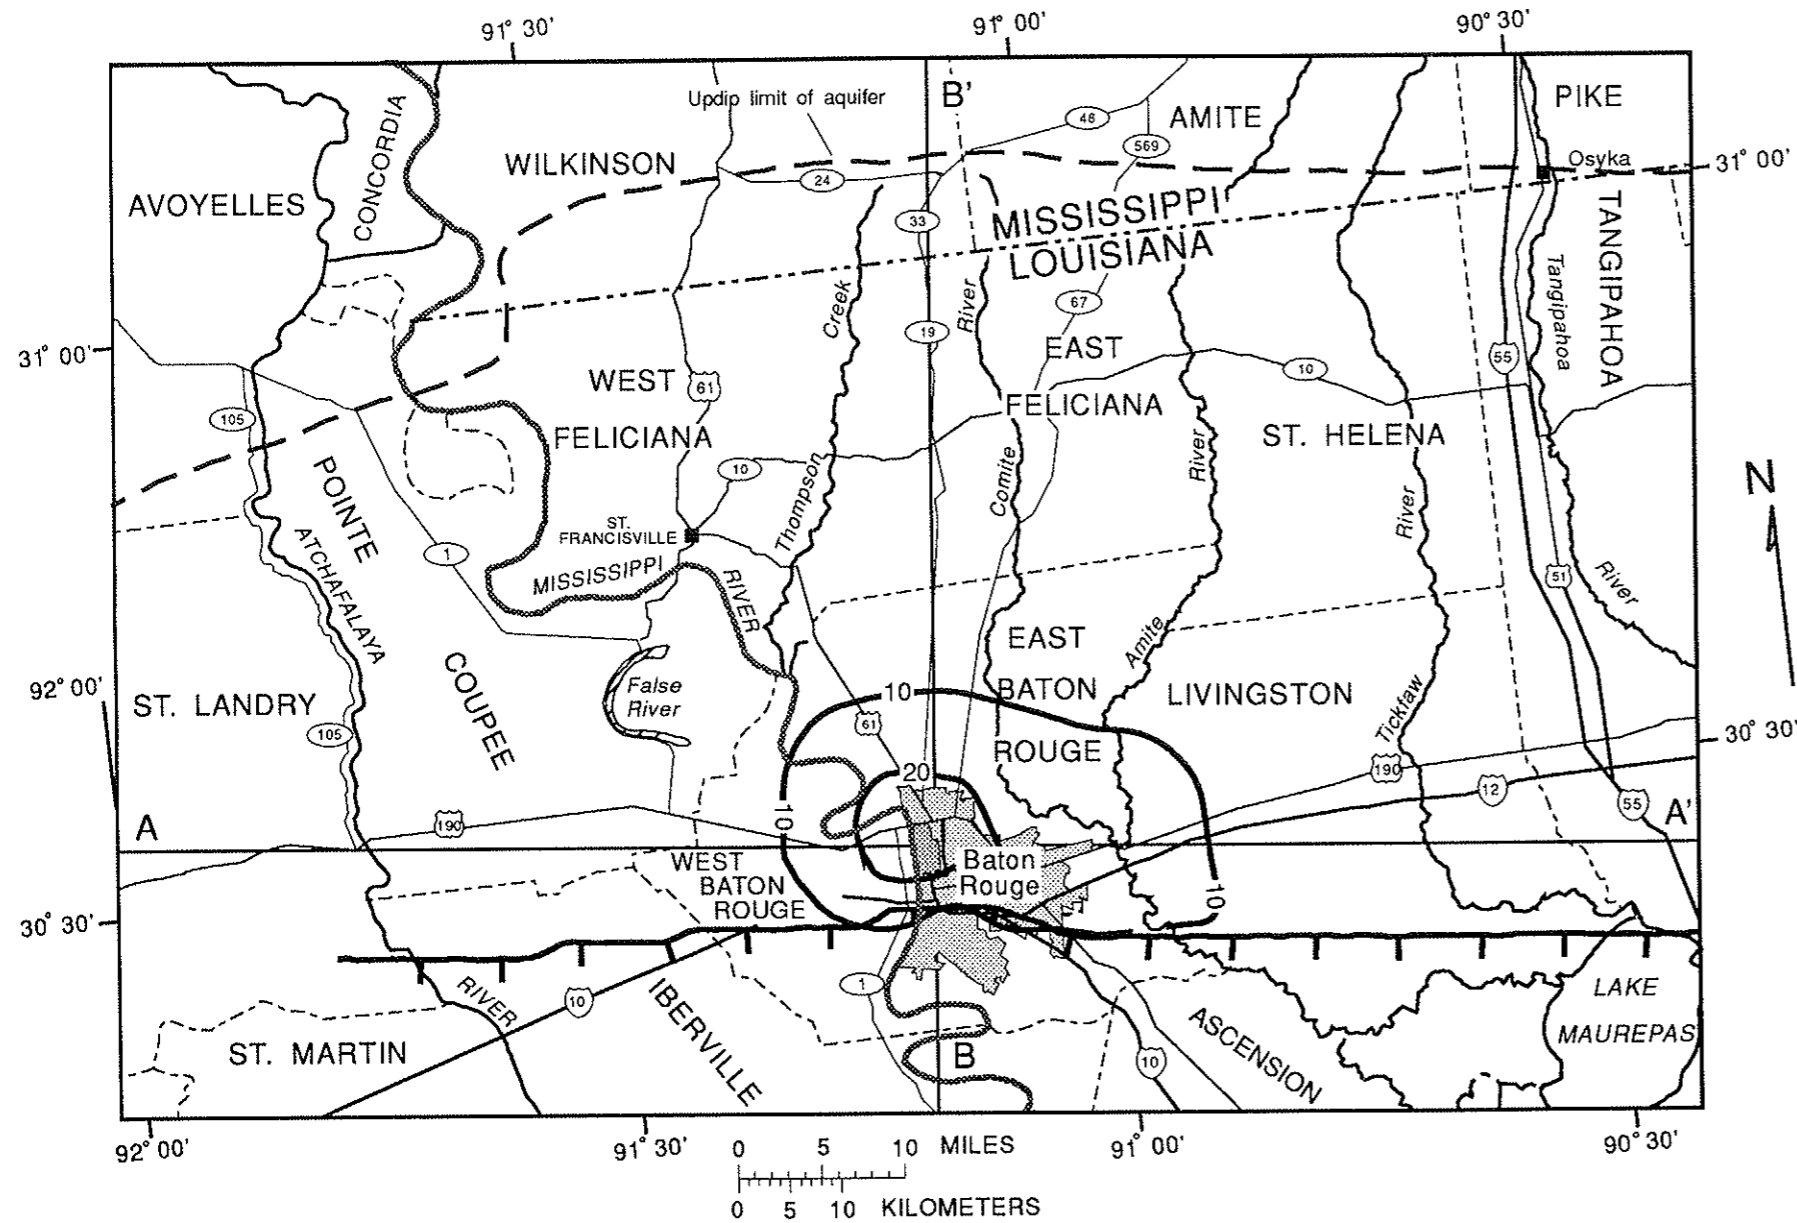 91° 30'
91° 00'
90° 30'
B'
PIKE
Updip limit of aquifer
48
AMITE
CONCORDIA
569
WILKINSON
Osyka
31° 00'
24
AVOYELLES
33
MISSISSIPPI
LOUISIANA
TANGIPAHOA
Tangipahoa
Creek
River
67
19
31° 00'
EAST
55
WEST
61
10
105
FELICIANA
FELICIANA
ST. HELENA
River
10
Thompson
Comite
River
N
POINTE
ST.
FRANCISVILLE
ATCHAFALAYA
1
MISSISSIPPI
RIVER
51
River
EAST
Amite
COUPEE
92° 00'
False
River
10
BATON
LIVINGSTON
ST. LANDRY
Tickfaw
61
105
ROUGE
30° 30'
20
190
12
10
55
A
190
A'
WEST
BATON
ROUGE
Baton
Rouge
10
30° 30'
RIVER
10
IBERVILLE
1
LAKE
MAUREPAS
ASCENSION
ST. MARTIN
B
10
92° 00'
91° 30'
0 5 10 MILES
91° 00'
90° 30'
0 5 10 KILOMETERS